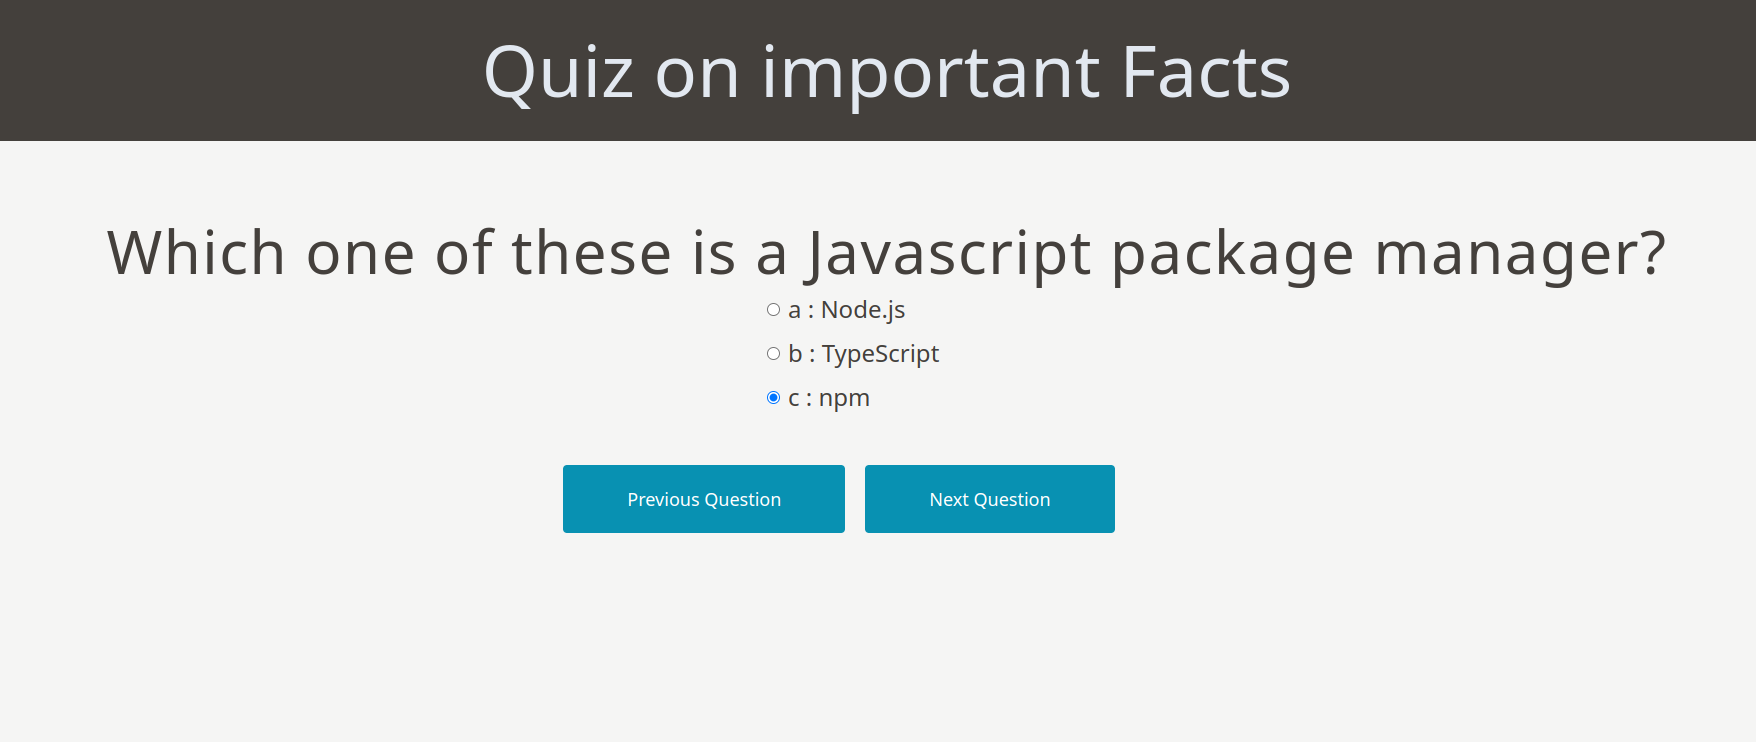 Quiz on important Facts
Which one of these is a Javascript package manager?
a : Node.js
b : TypeScript
c : npm
Previous Question
Next Question